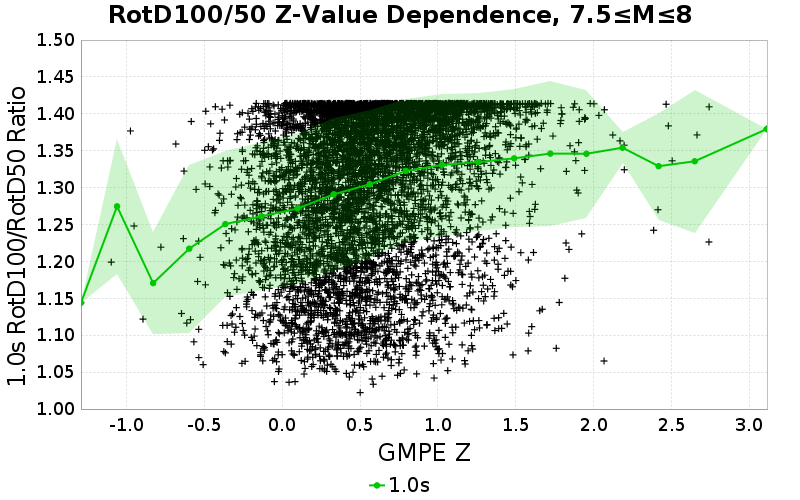 RotD100/50 Z-Value Dependence, 7.5≤M≤8
1.0s RotD100/RotD50 Ratio
1.50
1.45
1.40
1.35
1.30
1.25
1.20
1.15
1.10
1.05
1.00
-1.0 -0.5 0.0 0.5 1.0 1.5 2.0 2.5 3.0
GMPE Z
1.0s